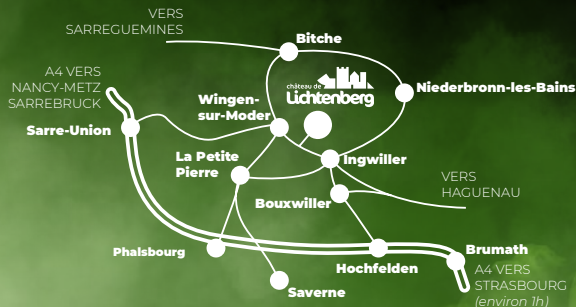 VERS
SARREGUEMINES
Bitche
A4 VERS
NANCY-METZ
SARREBRUCK
château de
Lichtenberg
Niederbronn-les-Bains
Wingen-
sur-Moder
Sarre-Union
La Petite
Pierre
Ingwiller
VERS
HAGUENAU
Bouxwiller
Phalsbourg
Hochfelden
Brumath
A4 VERS
STRASBOURG
(environ 1h)
Saverne